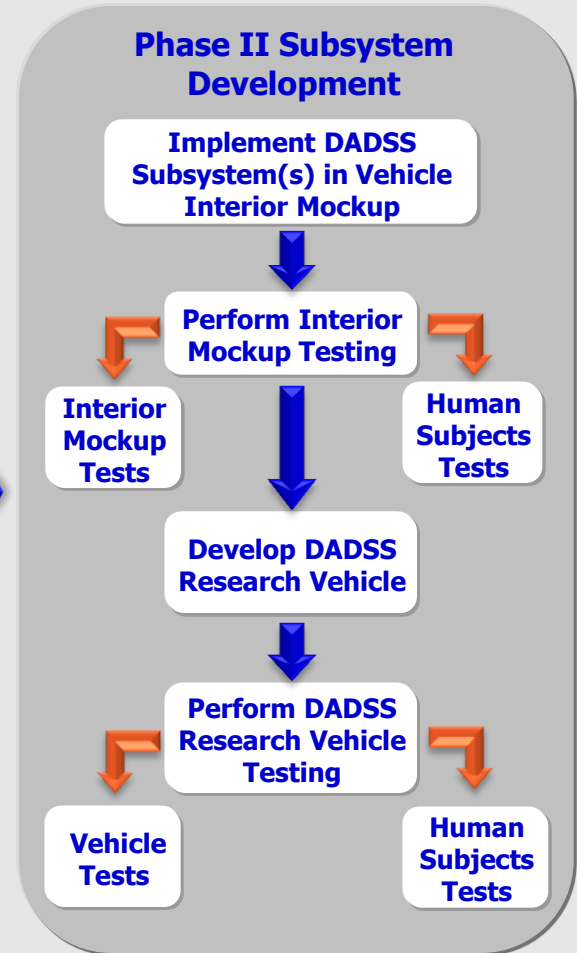 Phase II Subsystem
Development
Implement DADSS
Subsystem(s) in Vehicle
Interior Mockup
Perform Interior
Mockup Testing
Interior
Mockup
Tests
Human
Subjects
Tests
Develop DADSS
Research Vehicle
Perform DADSS
Research Vehicle
Testing
Vehicle
Tests
Human
Subjects
Tests